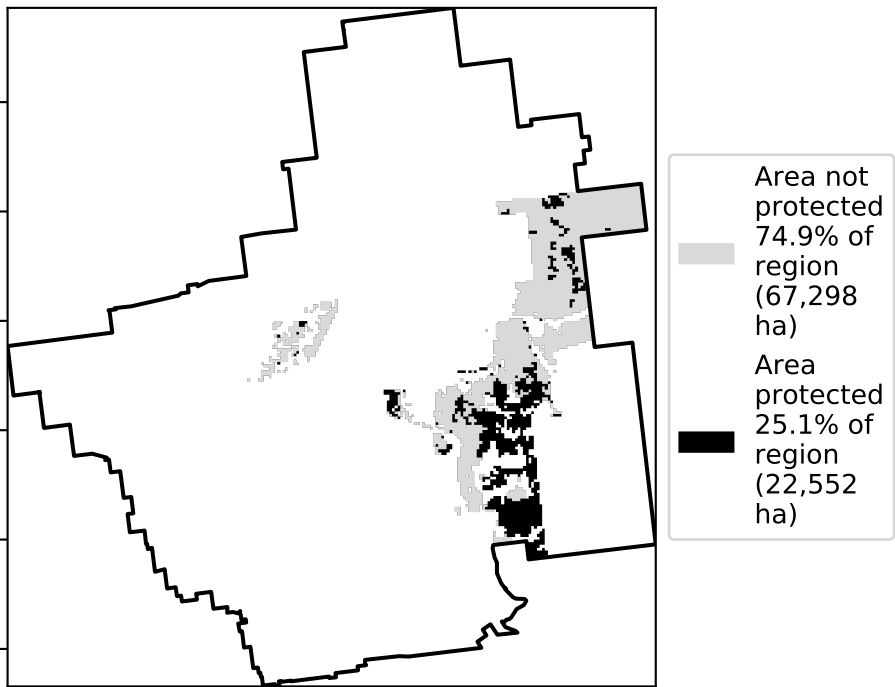 Area not
protected
74.9% of
region
(67,298
ha)
Area
protected
25.1% of
region
(22,552
ha)